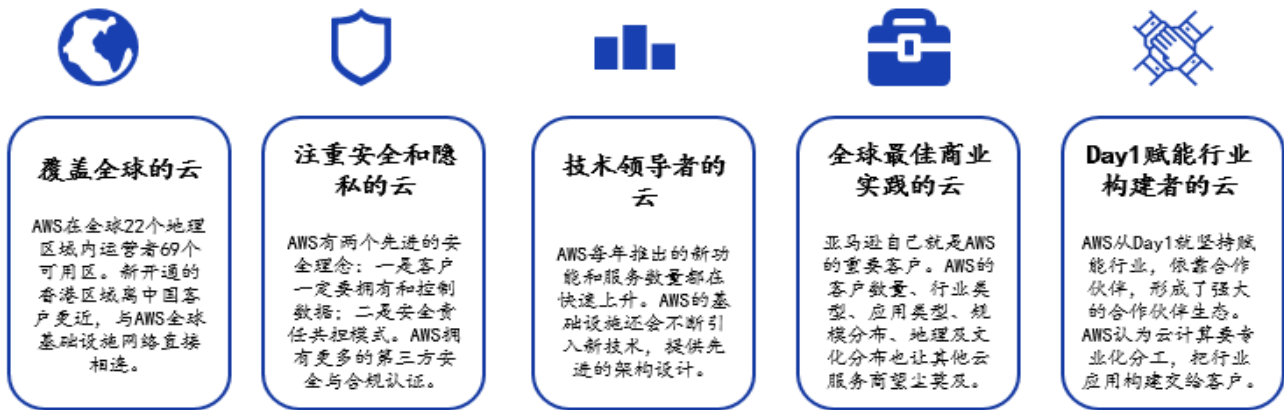 覆盖全球的云
AWS在全球22个地理
区域内运营者69个
可用区。新开通的
香港区域离中国客
户更近，与AWS全球
基础设施网络直接
相连。
注重安全和隐
私的云
AWS有两个先进的安
全理念：一是客户
一定要拥有和控制
数据；二是安全责
任共担模式。AWS拥
有更多的第三方安
全与合规认证。
技术领导者的
云
AWS每年推出的新功
能和服务数量都在
快速上升。AWS的基
础设施还会不断引
入新技术，提供先
进的架构设计。
全球最佳商业
实践的云
亚马逊自己就是AWS
的重要客户。AWS的
客户数量、行业类
型、应用类型、规
模分布、地理及文
化分布也让其他云
服务商望尘莫及。
Day1赋能行业
构建者的云
AWS从Day1就坚持赋
能行业，依靠合作
伙伴，形成了强大
的合作伙伴生态。
AWS认为云计算要专
业化分工，把行业
应用构建交给客户。